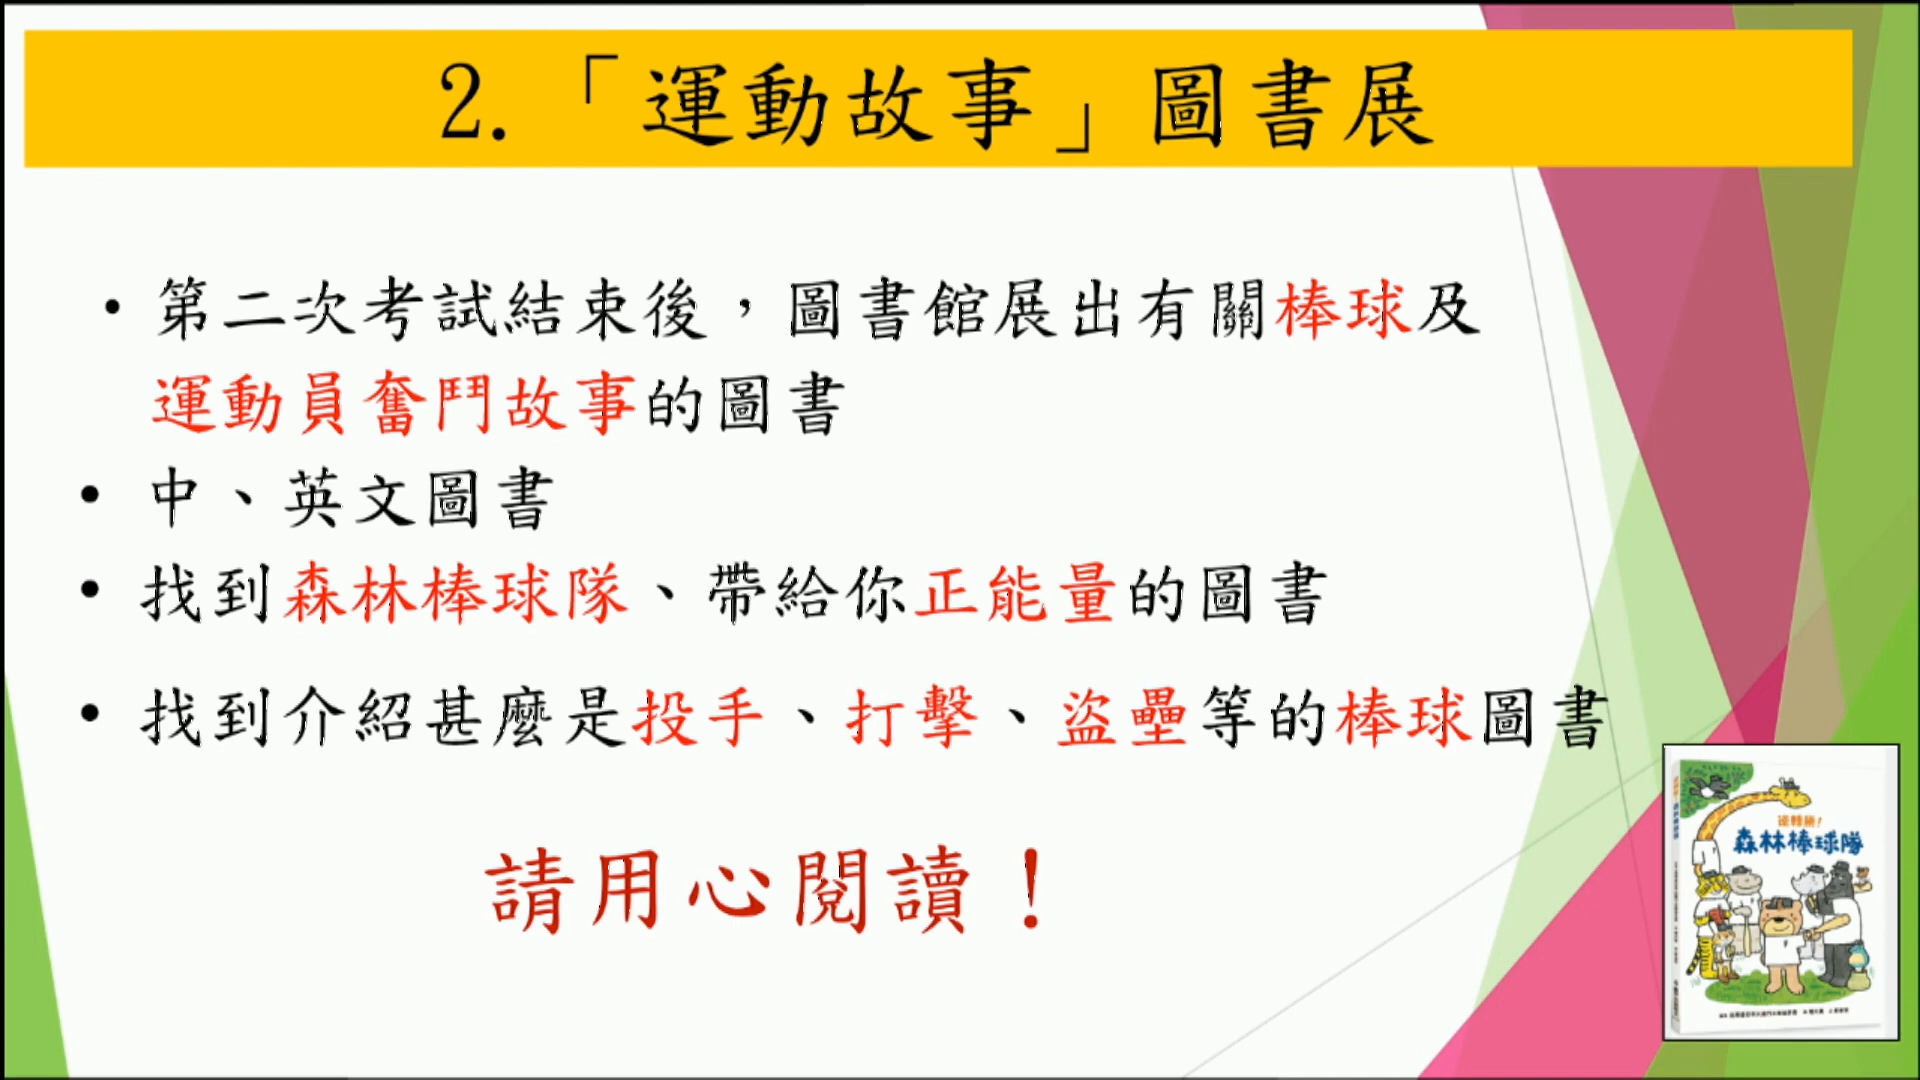 2.「運動故事」圖書展
• 第二次考試結束後，圖書館展出有關棒球及
運動員奮鬥故事的圖書
• 中、英文圖書
• 找到森林棒球隊、帶給你正能量的圖書
• 找到介紹甚麼是投手、打擊、盜壘等的棒球圖書
請用心閱讀！
逆轉勝！
森林棒球隊